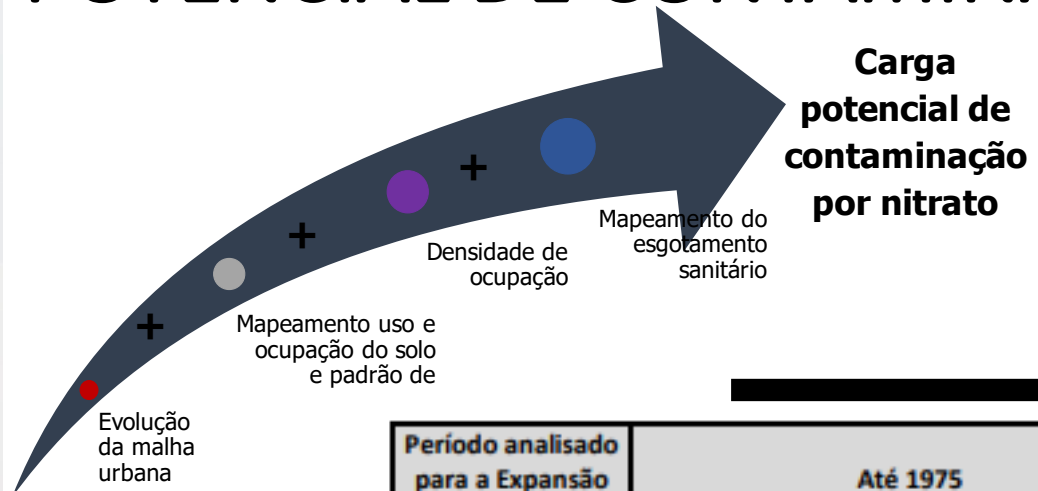 Carga
potencial de
contaminação
por nitrato
+
+
+
Mapeamento do
esgotamento
sanitário
Densidade de
ocupação
Mapeamento uso e
ocupação do solo
e padrão de
Evolução
da malha
urbana
Período analisado
para a Expansão
Até 1975